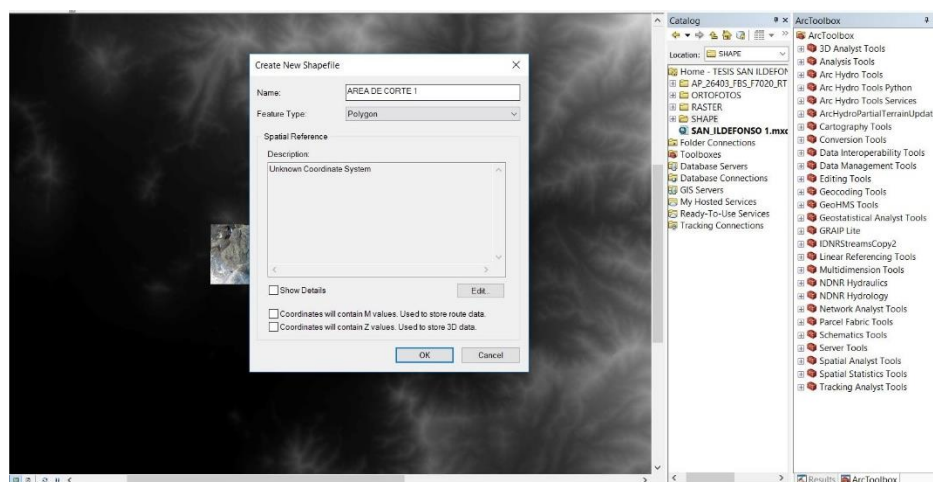 Create New Shapefile
Name:
AREA DE CORTE 1
Feature Type:
Polygon
Spatial Reference
Description:
Unknown Coordinate System
Show Details
Edit...
Coordinates will contain M values. Used to store route data.
Coordinates will contain Z values. Used to store 3D data.
OK
Cancel
Catalog
Location:
SHAPE
Home - TESIS SAN ILDEFON
AP_26403_FBS_F7020_RT
ORTOFOTOS
RASTER
SHAPE
SAN_ILDEFONSO 1.mxd
Folder Connections
Toolboxes
Database Servers
Database Connections
GIS Servers
My Hosted Services
Ready-To-Use Services
Tracking Connections
ArcToolbox
ArcToolbox
3D Analyst Tools
Analysis Tools
Arc Hydro Tools
Arc Hydro Tools Python
Arc Hydro Tools Services
ArcHydroPartialTerrainUpdat
Cartography Tools
Conversion Tools
Data Interoperability Tools
Data Management Tools
Editing Tools
Geocoding Tools
GeoHMS Tools
Geostatistical Analyst Tools
GRAIP Lite
IDNRStreamsCopy2
Linear Referencing Tools
Multidimension Tools
NDNR Hydraulics
NDNR Hydrology
Network Analyst Tools
Parcel Fabric Tools
Schematics Tools
Server Tools
Spatial Analyst Tools
Spatial Statistics Tools
Tracking Analyst Tools
Results
ArcToolbox